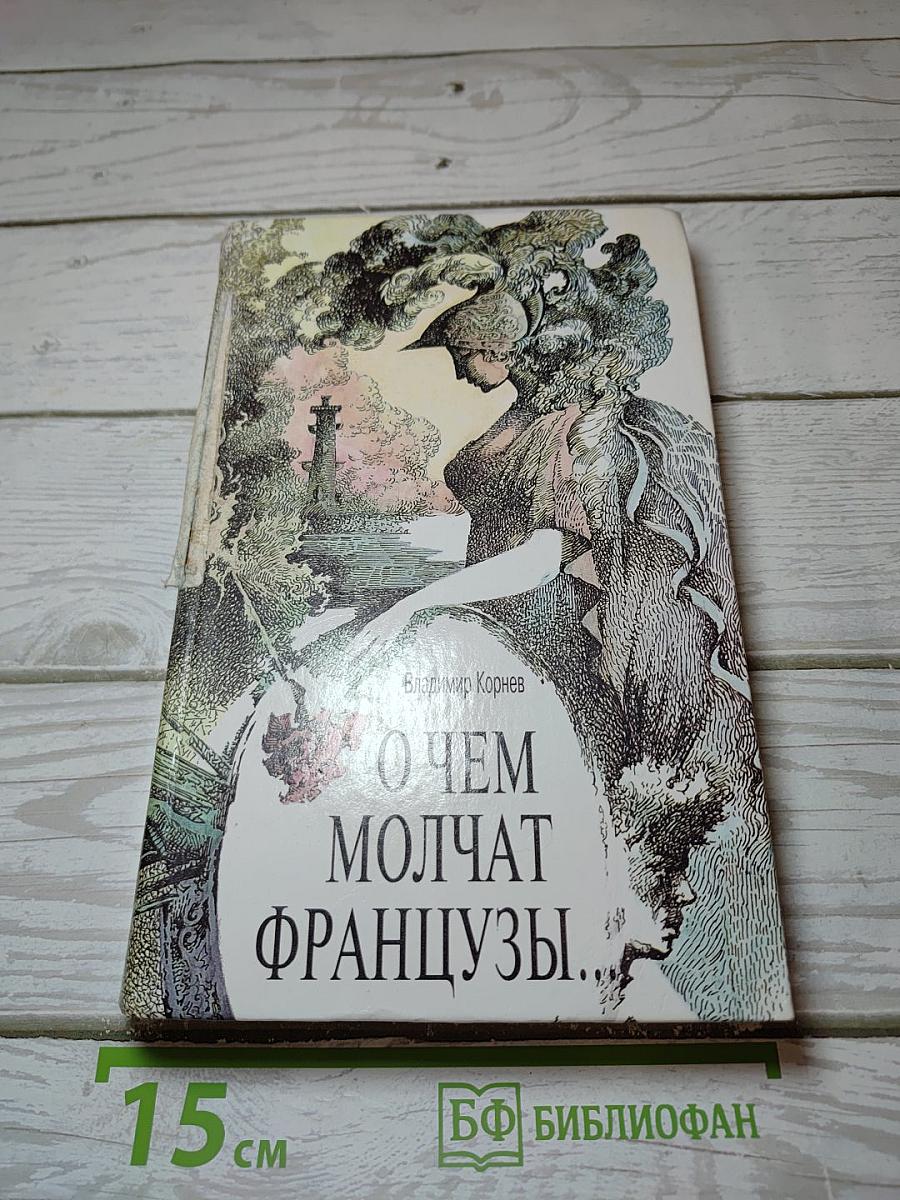 Владимир Корнев
О ЧЕМ
МОЛЧАТ
ФРАНЦУЗЫ...
15 см
БФ БИБЛИОФАН